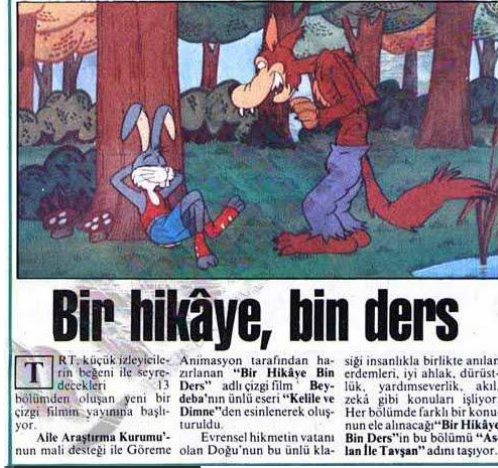 Bir hikâye, bin ders
TRT, küçük izleyicile-
rin beğeni ile seyre-
decekleri 13
bölümden oluşan yeni bir
çizgi filmin yayınına başlı-
yor.
Aile Araştırma Kurumu'-
nun mali desteği ile Göreme
Animasyon tarafından ha-
zırlanan “Bir Hikâye Bin
Ders” adlı çizgi film Bey-
deba'nın ünlü eseri “Kelile ve
Dimne”den esinlenerek oluş-
turuldu.
Evrensel hikmetin vatanı
olan Doğu'nun bu ünlü kla-
siği insanlıkla birlikte anılan
erdemleri, iyi ahlak, dürüst-
lük, yardımseverlik, akıl,
zekâ gibi konuları işliyor.
Her bölümde farklı bir konu-
nun ele alınacağı“Bir Hikâye
Bin Ders”in bu bölümü “As-
lan İle Tavşan” adını taşıyor.